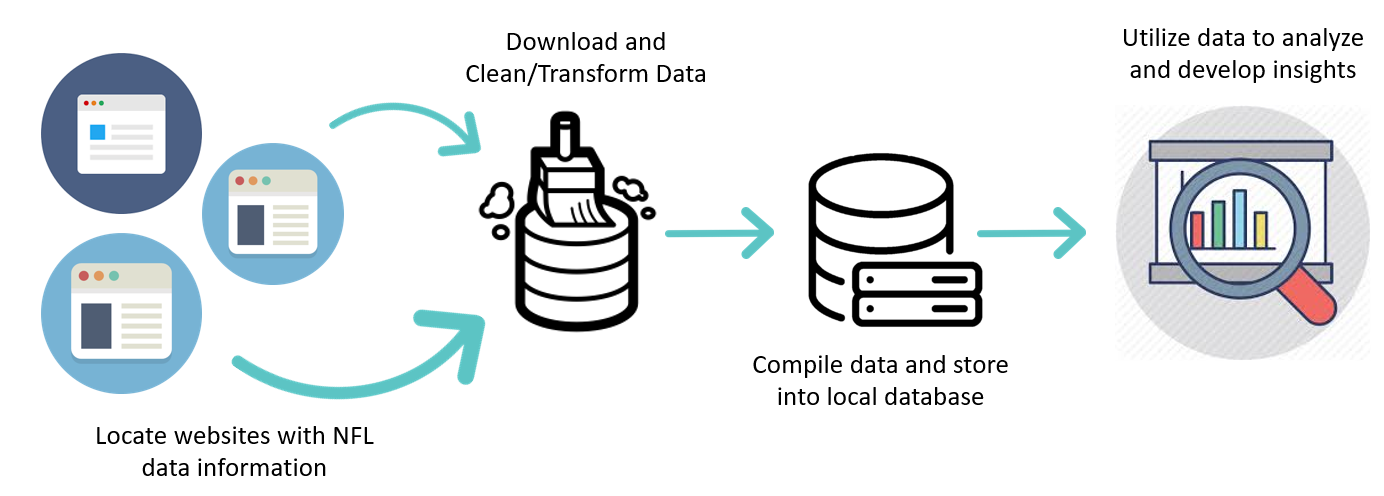 Locate websites with NFL
data information
Download and
Clean/Transform Data
Compile data and store
into local database
Utilize data to analyze
and develop insights